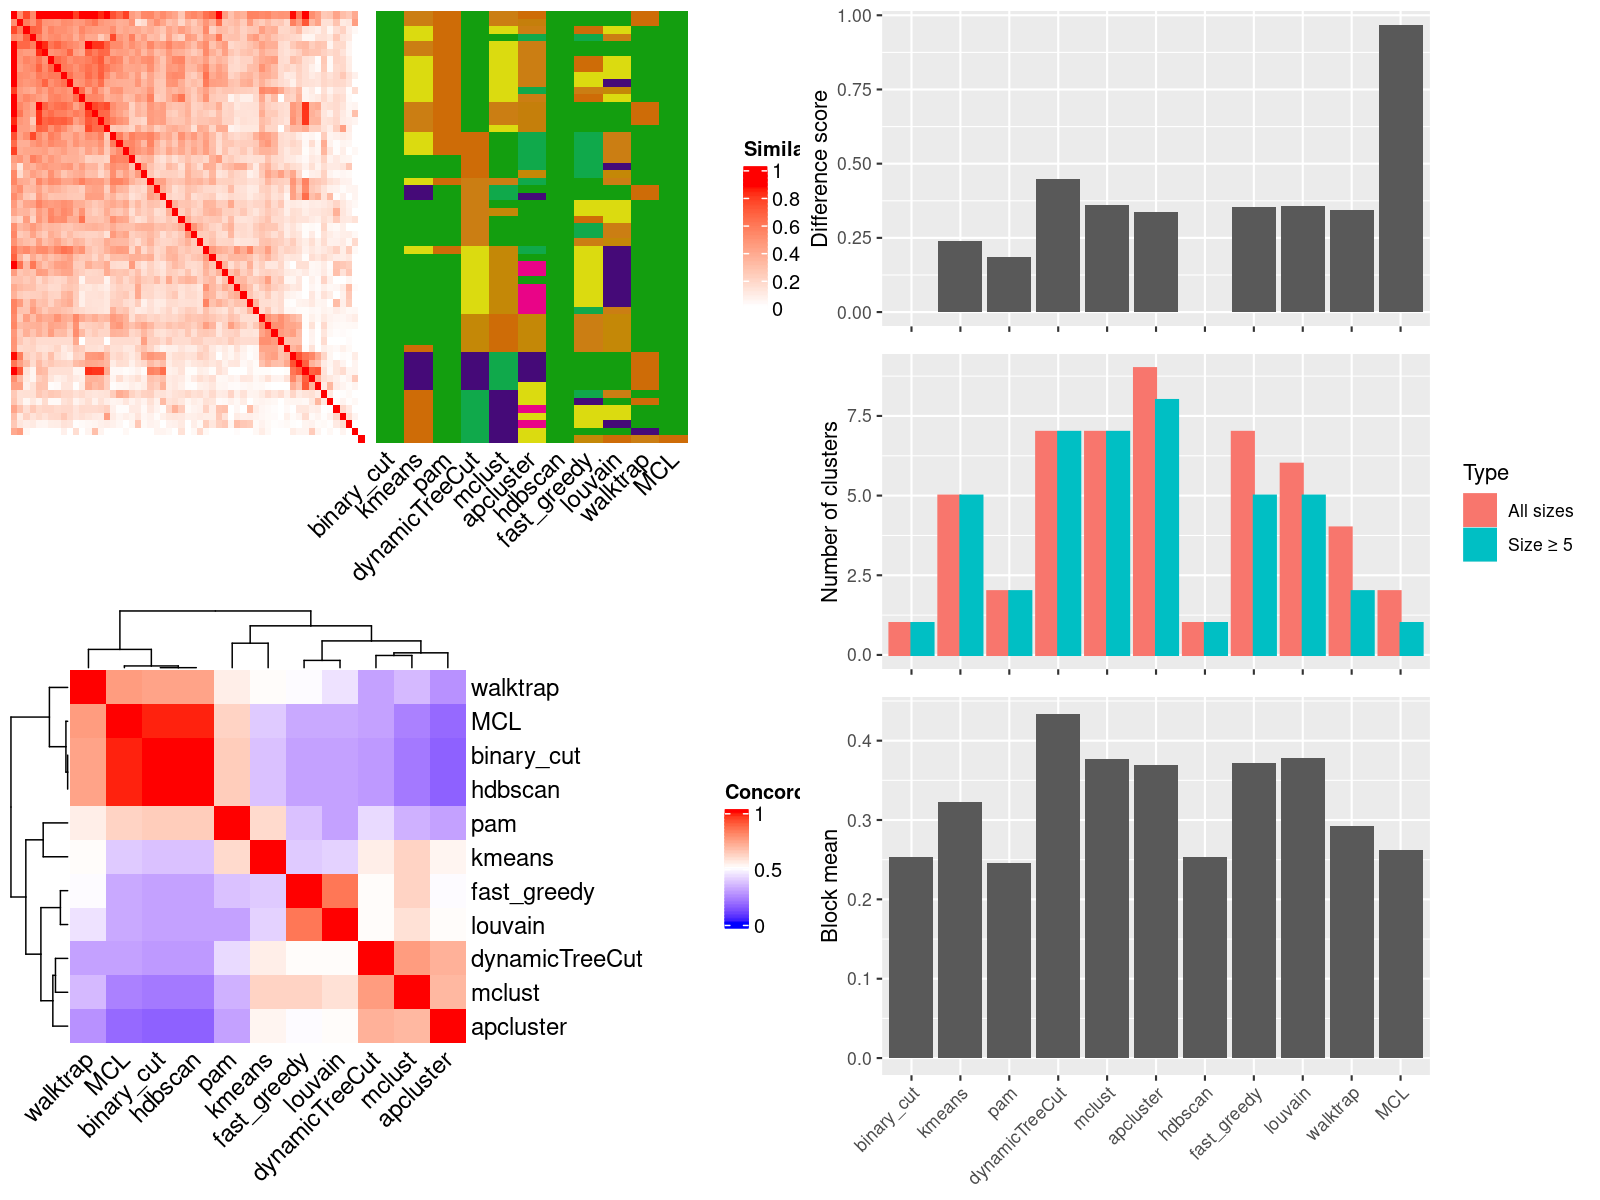 binary_cut
kmeans
pam
dynamicTreeCut
mclust
apcluster
hdbscan
fast_greedy
louvain
walktrap
MCL
Simila
1
0.8
0.6
0.4
0.2
0
walktrap
MCL
binary_cut
hdbscan
pam
kmeans
fast_greedy
louvain
dynamicTreeCut
mclust
apcluster
walktrap
MCL
binary_cut
hdbscan
pam
kmeans
fast_greedy
louvain
dynamicTreeCut
mclust
apcluster
Concord
1
0.5
0
Difference score
1.00
0.75
0.50
0.25
0.00
Number of clusters
7.5
5.0
2.5
0.0
Type
All sizes
Size ≥ 5
Block mean
0.4
0.3
0.2
0.1
0.0
binary_cut
kmeans
pam
dynamicTreeCut
mclust
apcluster
hdbscan
fast_greedy
louvain
walktrap
MCL